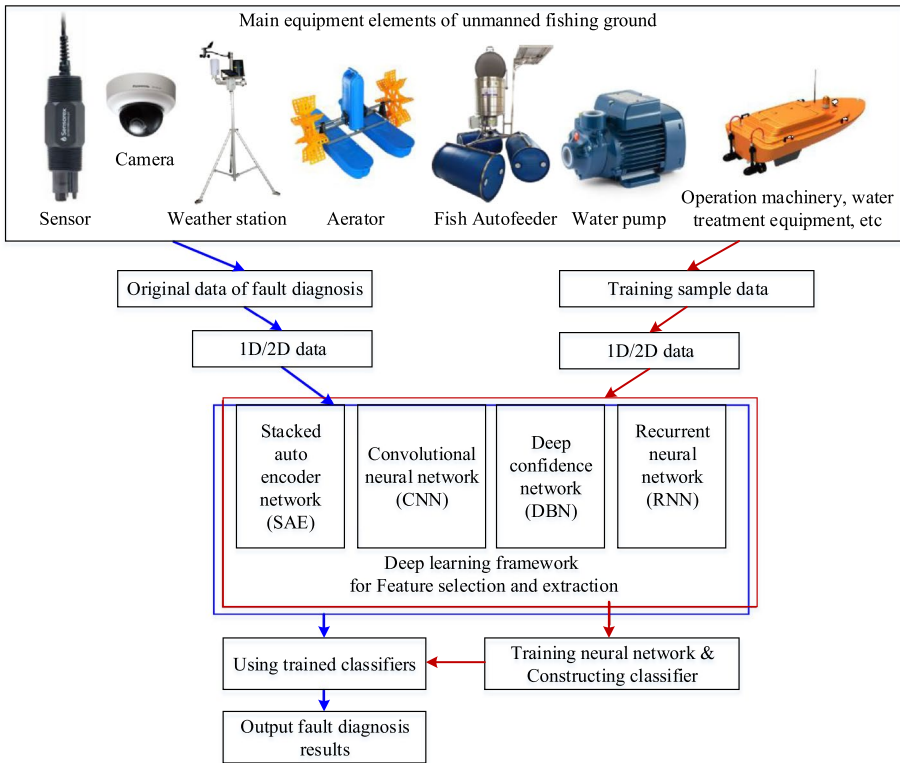 Main equipment elements of unmanned fishing ground
Sensorex
Camera
Sensor
Weather station
Aerator
Fish Autofeeder
Water pump
Operation machinery, water
treatment equipment, etc
Original data of fault diagnosis
Training sample data
1D/2D data
1D/2D data
Stacked
auto
encoder
network
(SAE)
Convolutional
neural network
(CNN)
Deep
confidence
network
(DBN)
Recurrent
neural
network
(RNN)
Deep learning framework
for Feature selection and extraction
Using trained classifiers
Training neural network &
Constructing classifier
Output fault diagnosis
results